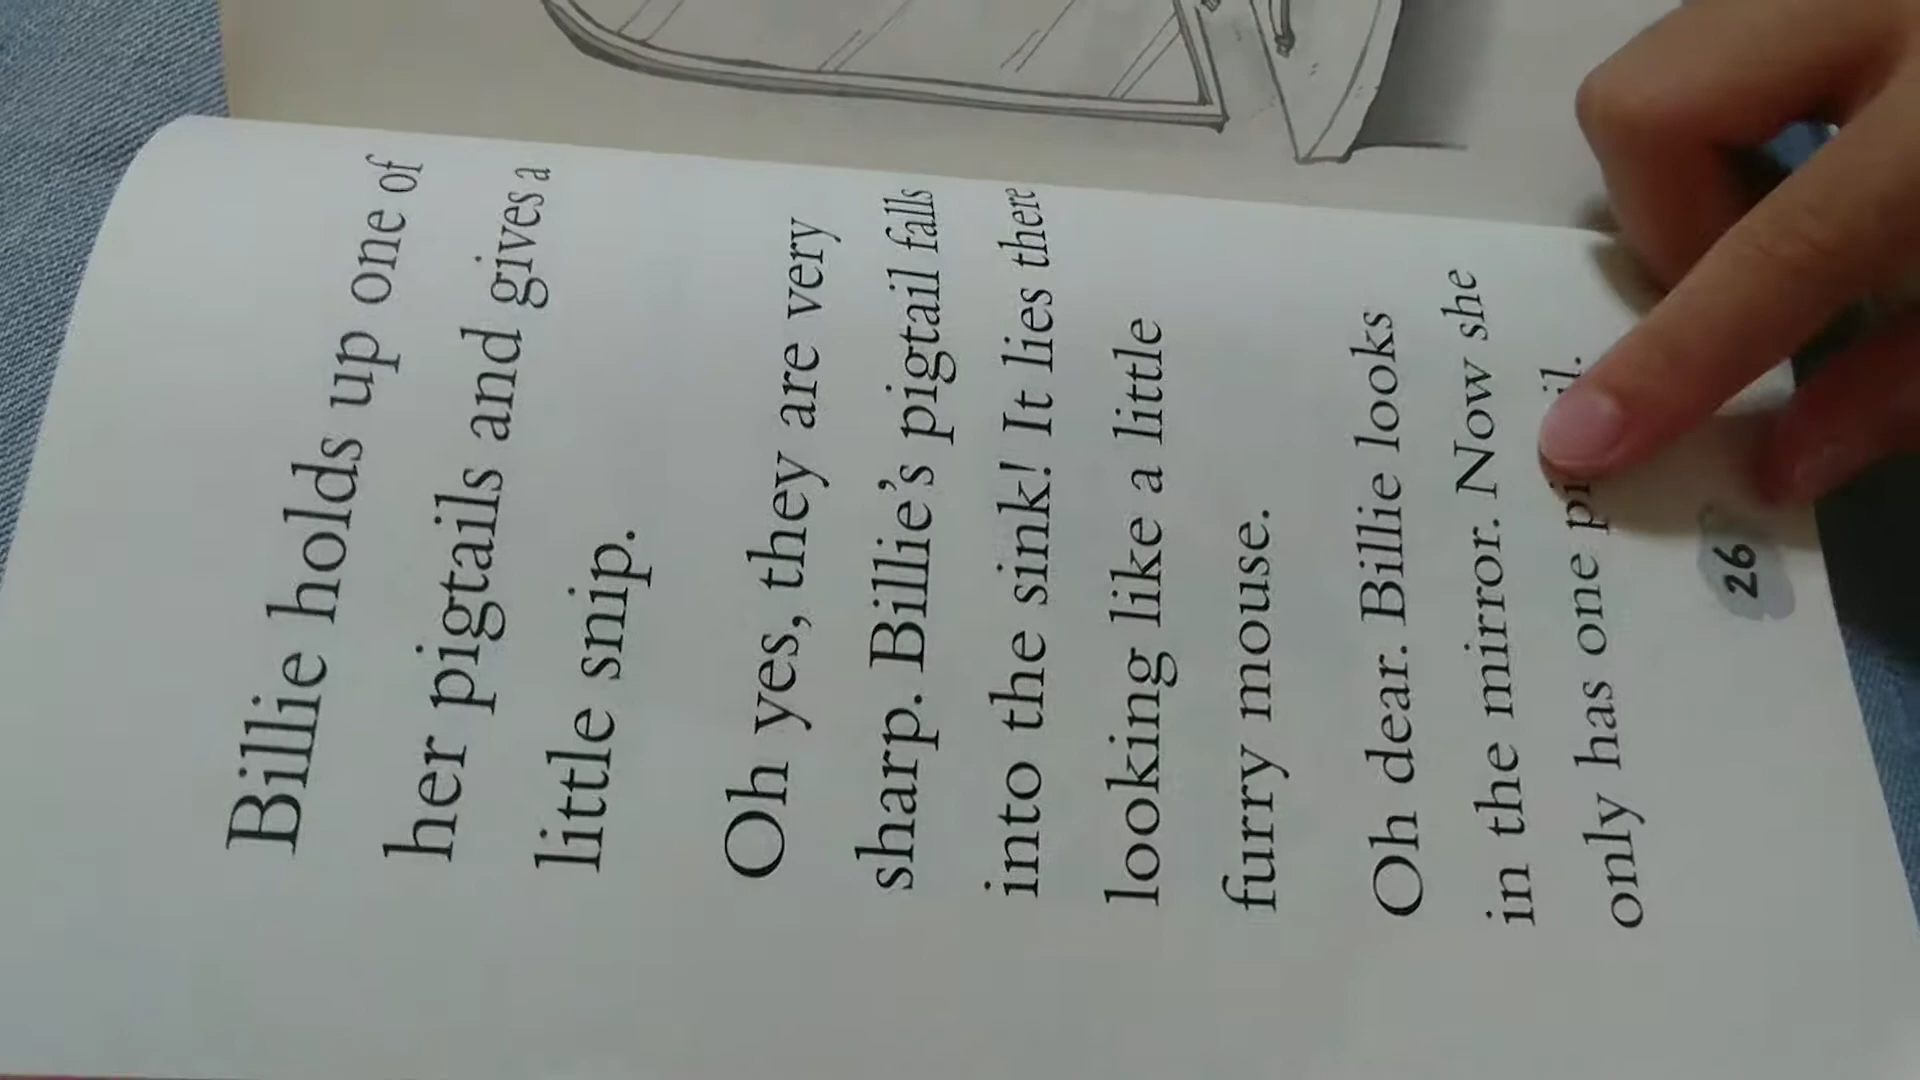 Billie holds up one of
her pigtails and gives a
little snip.
Oh yes, they are very
sharp. Billie's pigtail falls
into the sink! It lies there
looking like a little
furry mouse.
Oh dear. Billie looks
in the mirror. Now she
only has one
26